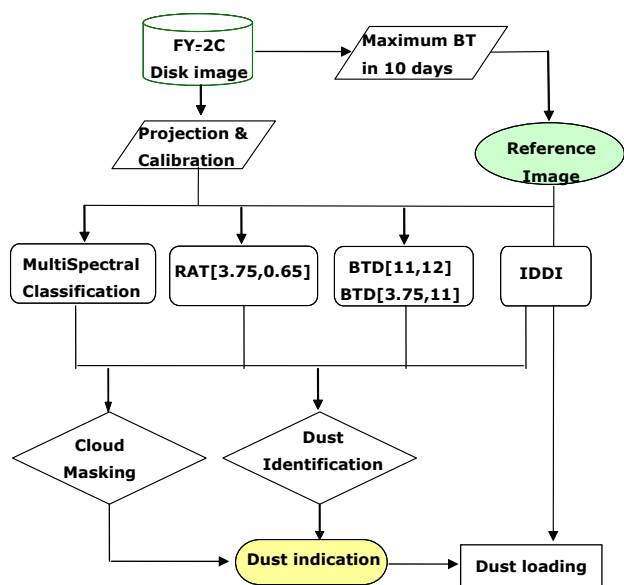 FY-2C
Disk image
Maximum BT
in 10 days
Projection &
Calibration
Reference
Image
MultiSpectral
Classification
RAT[3.75,0.65]
BTD[11,12]
BTD[3.75,11]
IDDI
Cloud
Masking
Dust
Identification
Dust indication
Dust loading